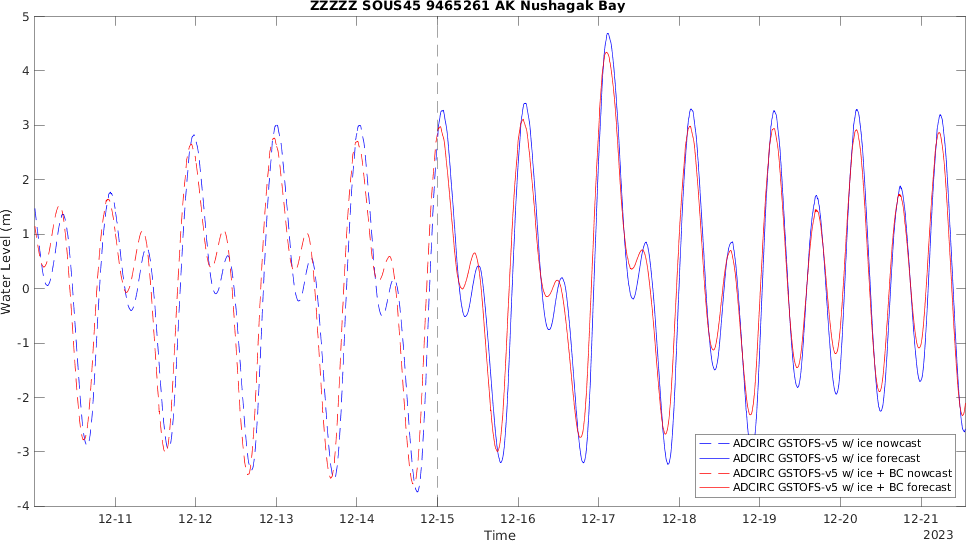 ZZZZZ SOUS45 9465261 AK Nushagak Bay
Water Level (m)
5
4
3
2
1
0
-1
-2
-3
-4
ADCIRC GSTOFS-v5 w/ ice nowcast
ADCIRC GSTOFS-v5 w/ ice forecast
ADCIRC GSTOFS-v5 w/ ice + BC nowcast
ADCIRC GSTOFS-v5 w/ ice + BC forecast
12-11 12-12 12-13 12-14 12-15 12-16 12-17 12-18 12-19 12-20 12-21
Time
2023